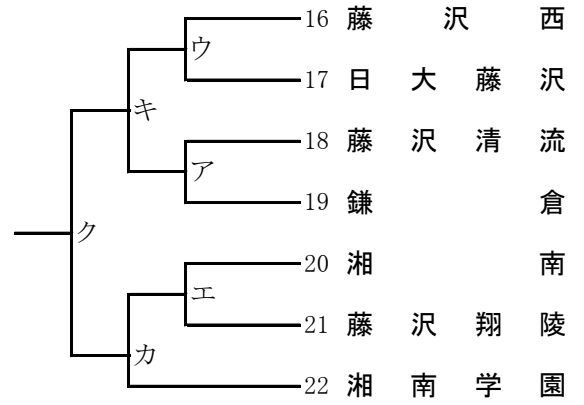 16 藤沢西
ウ
17 日大藤沢
キ
18 藤沢清流
ア
19 鎌倉
ク
20 湘南
エ
21 藤沢翔陵
カ
22 湘南学園